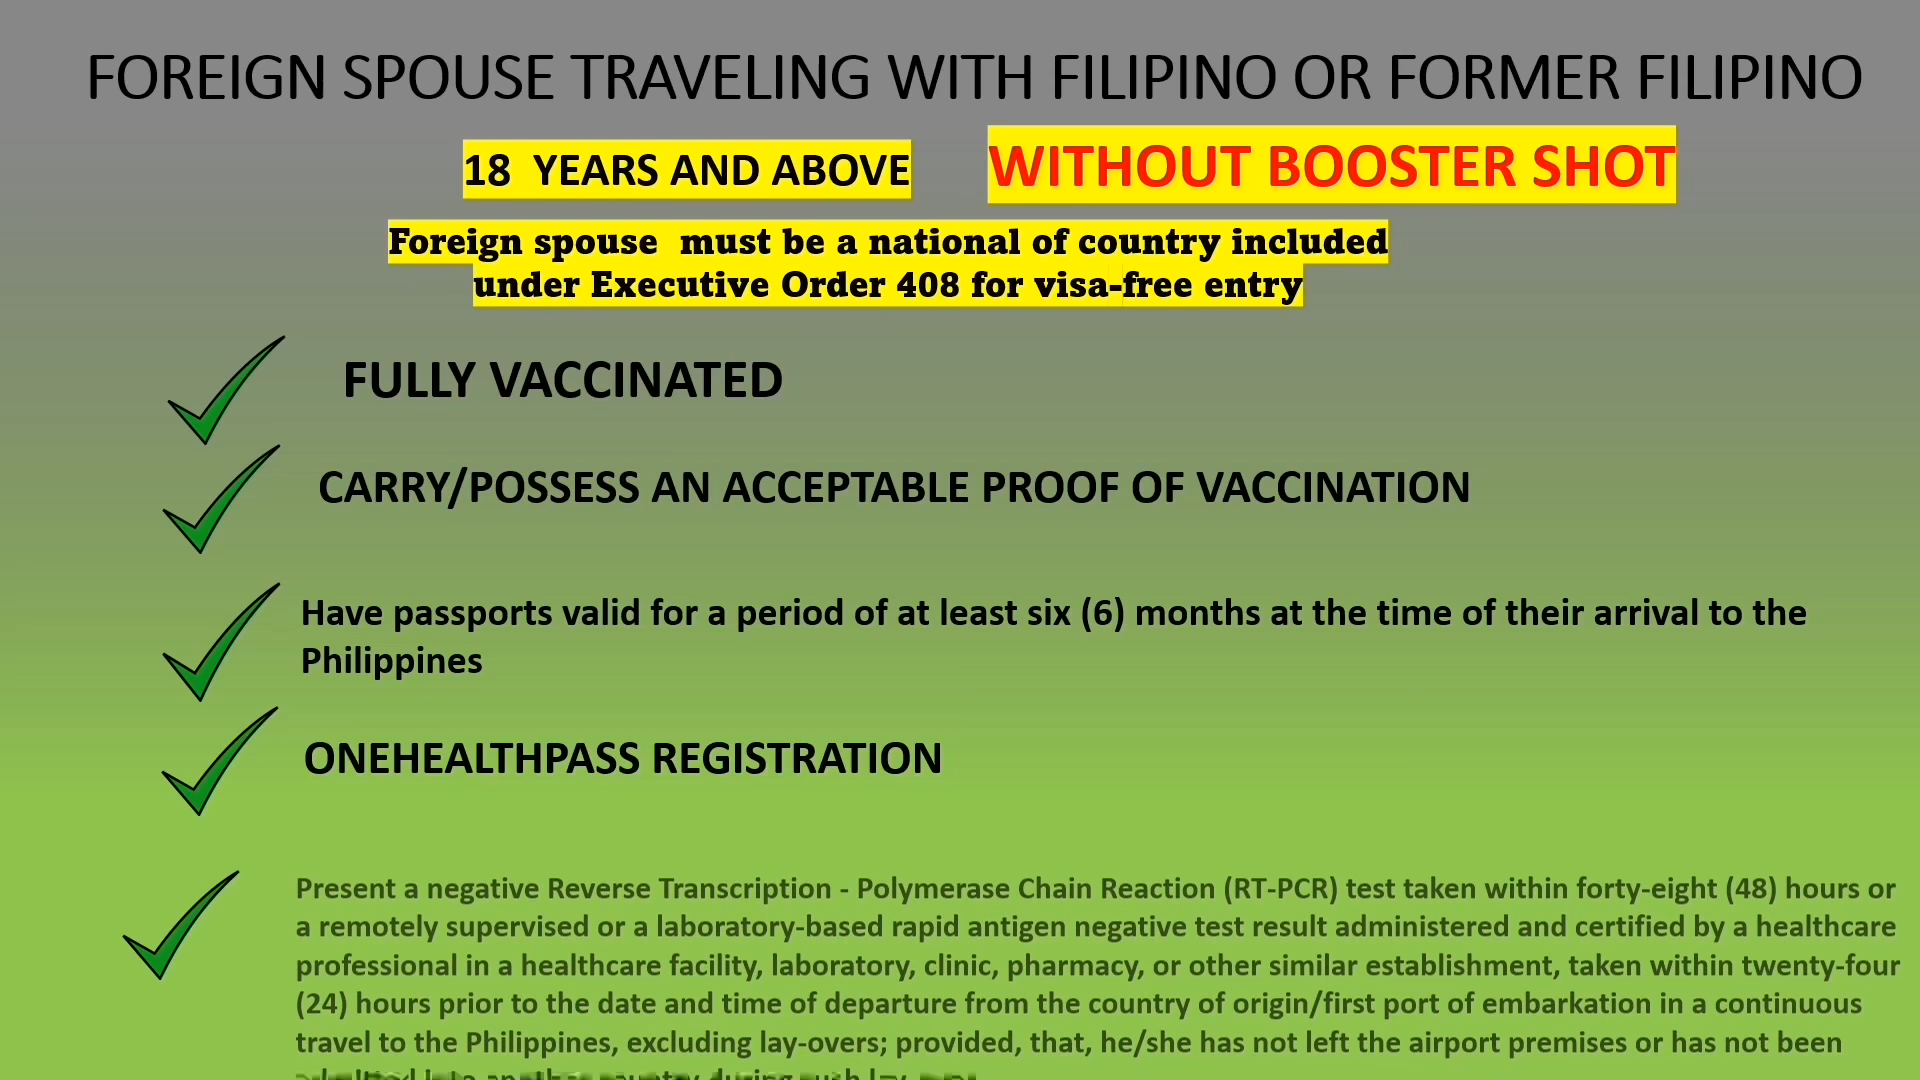 FOREIGN SPOUSE TRAVELING WITH FILIPINO OR FORMER FILIPINO
18 YEARS AND ABOVE WITHOUT BOOSTER SHOT
Foreign spouse must be a national of country included
under Executive Order 408 for visa-free entry
FULLY VACCINATED
CARRY/POSSESS AN ACCEPTABLE PROOF OF VACCINATION
Have passports valid for a period of at least six (6) months at the time of their arrival to the
Philippines
ONEHEALTHPASS REGISTRATION
Present a negative Reverse Transcription - Polymerase Chain Reaction (RT-PCR) test taken within forty-eight (48) hours or
a remotely supervised or a laboratory-based rapid antigen negative test result administered and certified by a healthcare
professional in a healthcare facility, laboratory, clinic, pharmacy, or other similar establishment, taken within twenty-four
(24) hours prior to the date and time of departure from the country of origin/first port of embarkation in a continuous
travel to the Philippines, excluding lay-overs; provided, that, he/she has not left the airport premises or has not been